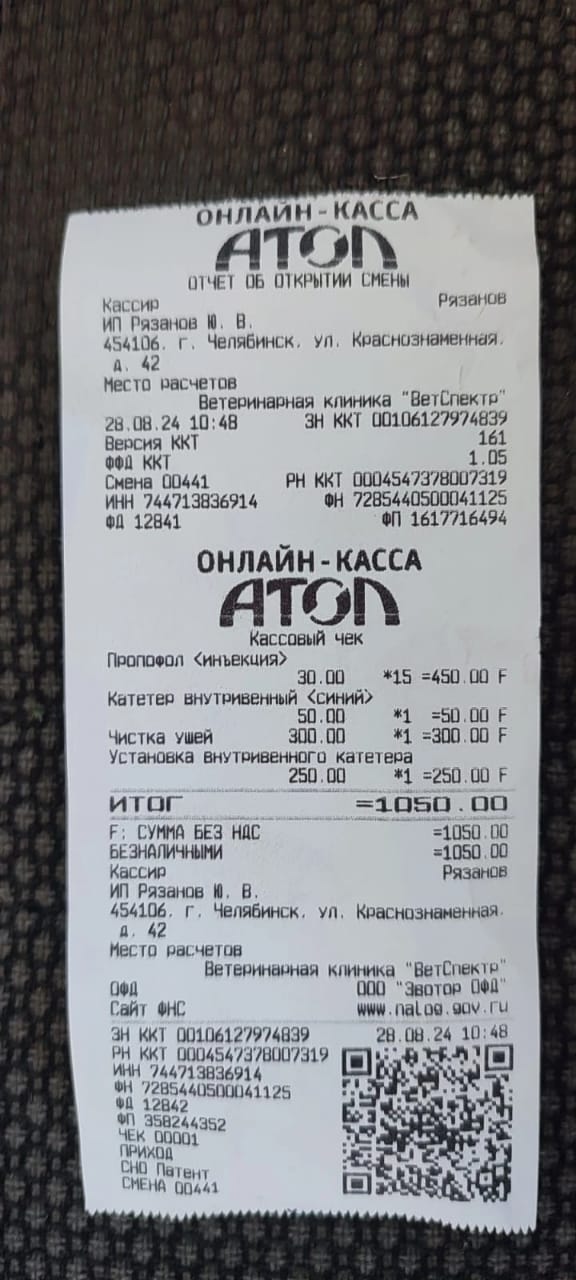 ОНЛАЙН-КАССА
АТОЛ
ОТЧЕТ ОБ ОТКРЫТИИ СМЕНЫ
Кассир Рязанов
ИП Рязанов Ю. В.
454106, г. Челябинск, ул. Краснознаменная,
д. 42
Место расчетов
Ветеринарная клиника "ВетСпектр"
28.08.24 10:48 ЗН ККТ 00106127974839
Версия ККТ 161
ФФД ККТ 1.05
Смена 00441 РН ККТ 0004547378007319
ИНН 744713836914 ФН 7285440500041125
ФД 12841 ФП 1617716494
ОНЛАЙН-КАССА
АТОЛ
Кассовый чек
Пропофол <инъекция>
30.00 *15 =450.00 F
Катетер внутривенный <синий>
50.00 *1 =50.00 F
Чистка ушей 300.00 *1 =300.00 F
Установка внутривенного катетера
250.00 *1 =250.00 F
ИТОГ =1050.00
F: СУММА БЕЗ НДС =1050.00
БЕЗНАЛИЧНЫМИ =1050.00
Кассир Рязанов
ИП Рязанов Ю. В.
454106, г. Челябинск, ул. Краснознаменная,
д. 42
Место расчетов
Ветеринарная клиника "ВетСпектр"
ОФД ООО "Эвотор ОФД"
Сайт ФНС www.nalog.gov.ru
ЗН ККТ 00106127974839 28.08.24 10:48
РН ККТ 0004547378007319
ИНН 744713836914
ФН 7285440500041125
ФД 12842
ФП 358244352
ЧЕК 00001
ПРИХОД
СНО Патент
СМЕНА 00441